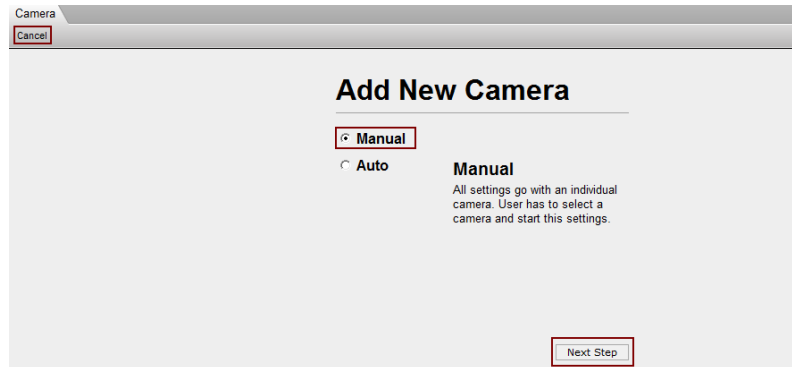 Camera
Cancel
Add New Camera
Manual
Auto
Manual
All settings go with an individual
camera. User has to select a
camera and start this settings.
Next Step